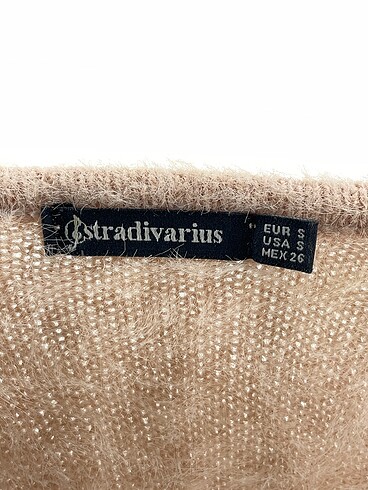 stradivarius
EUR S
USA S
MEX 26